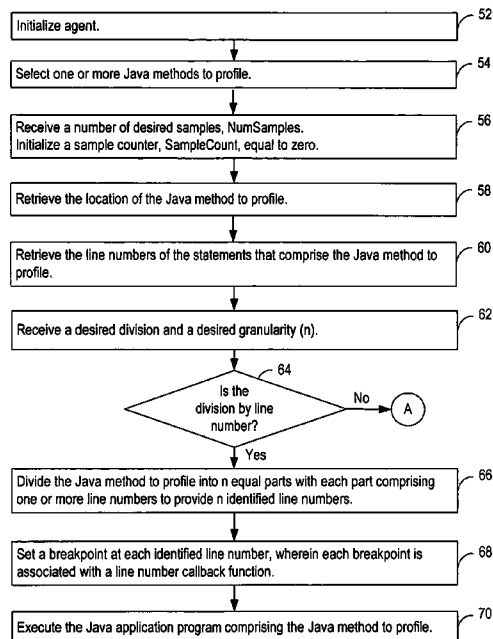 52
Initialize agent.
54
Select one or more Java methods to profile.
56
Receive a number of desired samples, NumSamples.
Initialize a sample counter, SampleCount, equal to zero.
58
Retrieve the location of the Java method to profile.
60
Retrieve the line numbers of the statements that comprise the Java method to
profile.
62
Receive a desired division and a desired granularity (n).
64
Is the
division by line
number?
No
A
Yes
66
Divide the Java method to profile into n equal parts with each part comprising
one or more line numbers to provide n identified line numbers.
68
Set a breakpoint at each identified line number, wherein each breakpoint is
associated with a line number callback function.
70
Execute the Java application program comprising the Java method to profile.